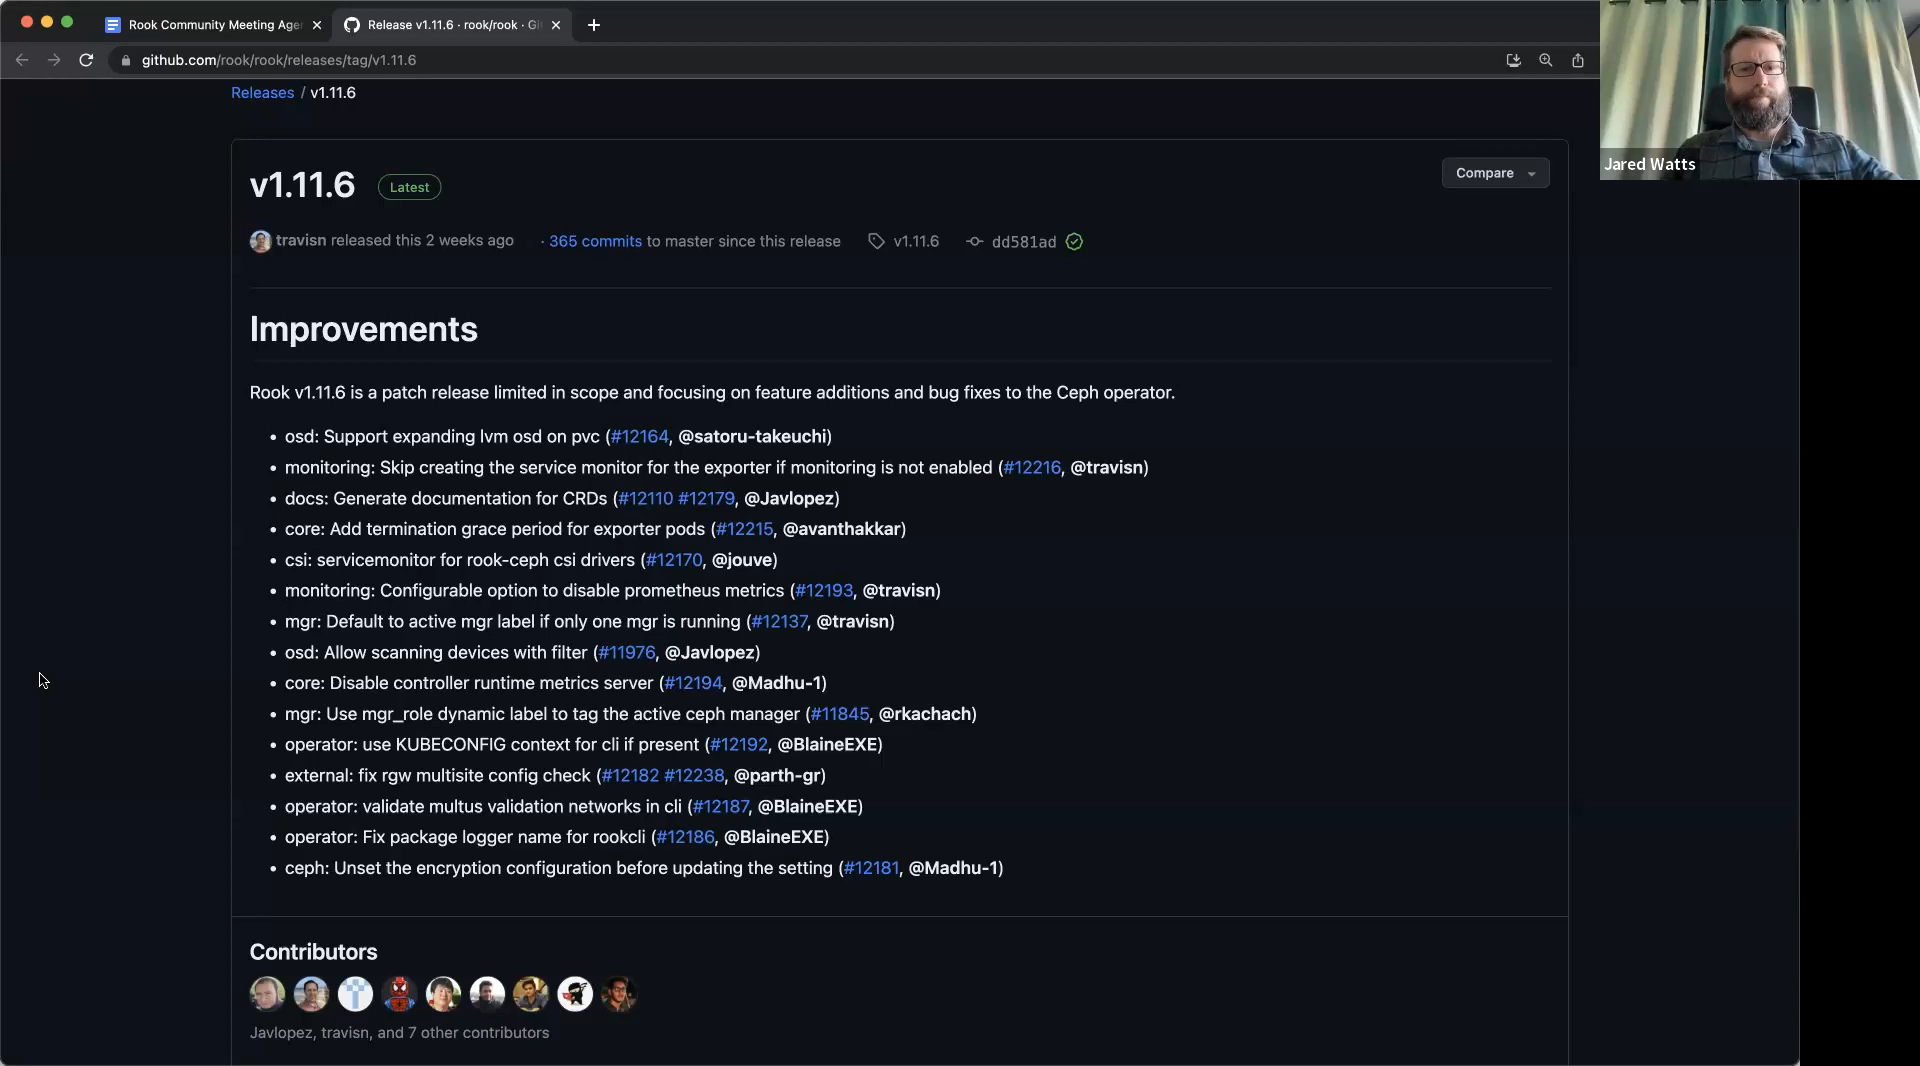 Rook Community Meeting Age
Release v1.11.6 · rook/rook · Gi
github.com/rook/rook/releases/tag/v1.11.6
Jared Watts
Releases / v1.11.6
v1.11.6 Latest
Compare
travisn released this 2 weeks ago · 365 commits to master since this release v1.11.6 dd581ad
Improvements
Rook v1.11.6 is a patch release limited in scope and focusing on feature additions and bug fixes to the Ceph operator.
• osd: Support expanding lvm osd on pvc (#12164, @satoru-takeuchi)
• monitoring: Skip creating the service monitor for the exporter if monitoring is not enabled (#12216, @travisn)
• docs: Generate documentation for CRDs (#12110 #12179, @Javlopez)
• core: Add termination grace period for exporter pods (#12215, @avanthakkar)
• csi: servicemonitor for rook-ceph csi drivers (#12170, @jouve)
• monitoring: Configurable option to disable prometheus metrics (#12193, @travisn)
• mgr: Default to active mgr label if only one mgr is running (#12137, @travisn)
• osd: Allow scanning devices with filter (#11976, @Javlopez)
• core: Disable controller runtime metrics server (#12194, @Madhu-1)
• mgr: Use mgr_role dynamic label to tag the active ceph manager (#11845, @rkachach)
• operator: use KUBECONFIG context for cli if present (#12192, @BlaineEXE)
• external: fix rgw multisite config check (#12182 #12238, @parth-gr)
• operator: validate multus validation networks in cli (#12187, @BlaineEXE)
• operator: Fix package logger name for rookcli (#12186, @BlaineEXE)
• ceph: Unset the encryption configuration before updating the setting (#12181, @Madhu-1)
Contributors
Javlopez, travisn, and 7 other contributors